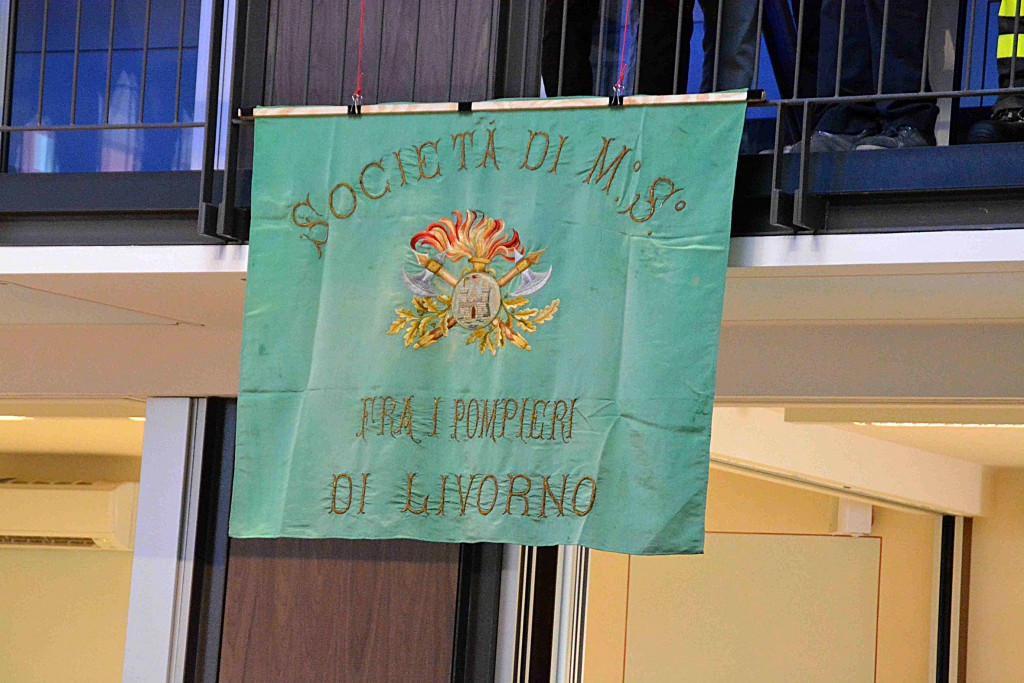 SOCIETÀ DI M. S.
FRA I POMPIERI
DI LIVORNO